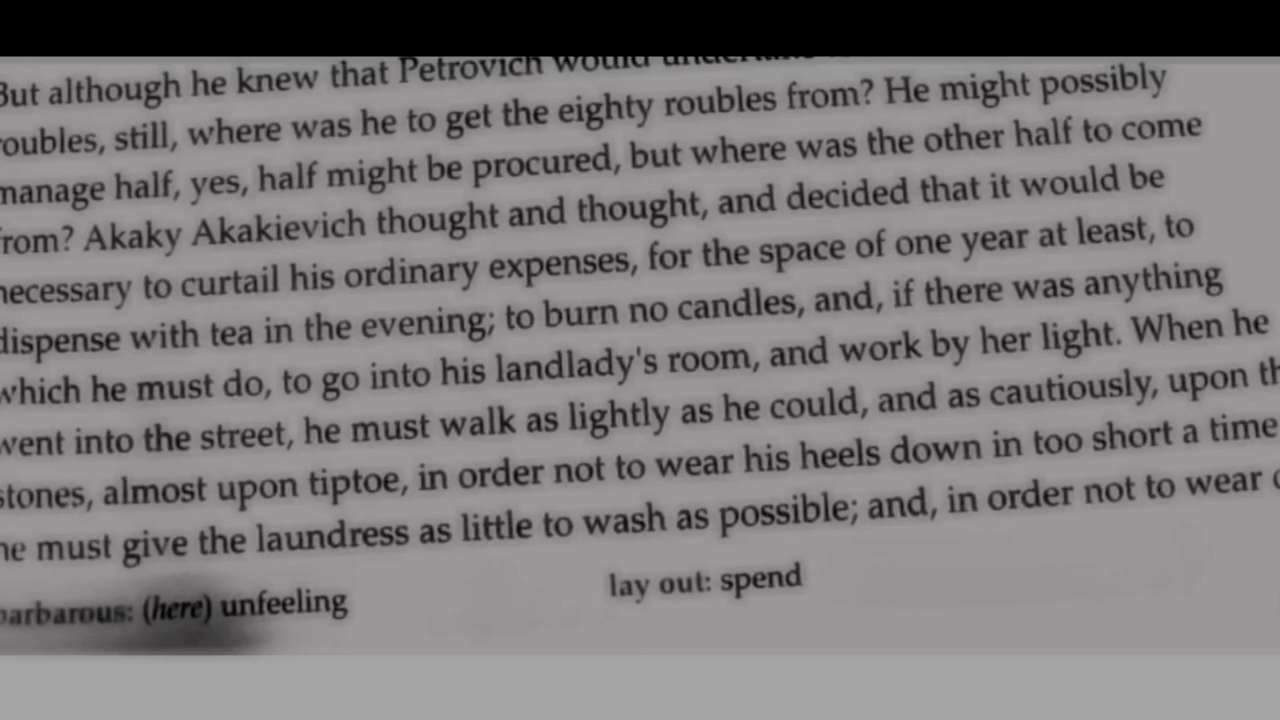 But although he knew that Petrovich would
roubles, still, where was he to get the eighty roubles from? He might possibly
manage half, yes, half might be procured, but where was the other half to come
from? Akaky Akakievich thought and thought, and decided that it would be
necessary to curtail his ordinary expenses, for the space of one year at least, to
dispense with tea in the evening; to burn no candles, and, if there was anything
which he must do, to go into his landlady's room, and work by her light. When he
went into the street, he must walk as lightly as he could, and as cautiously, upon th
stones, almost upon tiptoe, in order not to wear his heels down in too short a time
he must give the laundress as little to wash as possible; and, in order not to wear
barbarous: (here) unfeeling
lay out: spend